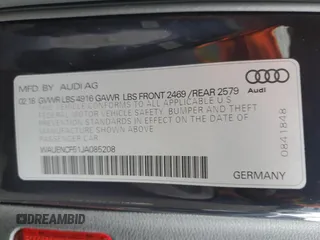 MFD. BY AUDI AG
02.18 GVWR LBS 4916 GAWR LBS FRONT 2469 /REAR 2579
THIS VEHICLE CONFORMS TO ALL APPLICABLE U.S.
FEDERAL MOTOR VEHICLE SAFETY, BUMPER, AND THEFT
PREVENTION STANDARDS IN EFFECT ON THE DATE OF
MANUFACTURE SHOWN ABOVE.
PASSENGER CAR
WAUENCF51JA085208
Audi
0841848
GERMANY
DREAMBID